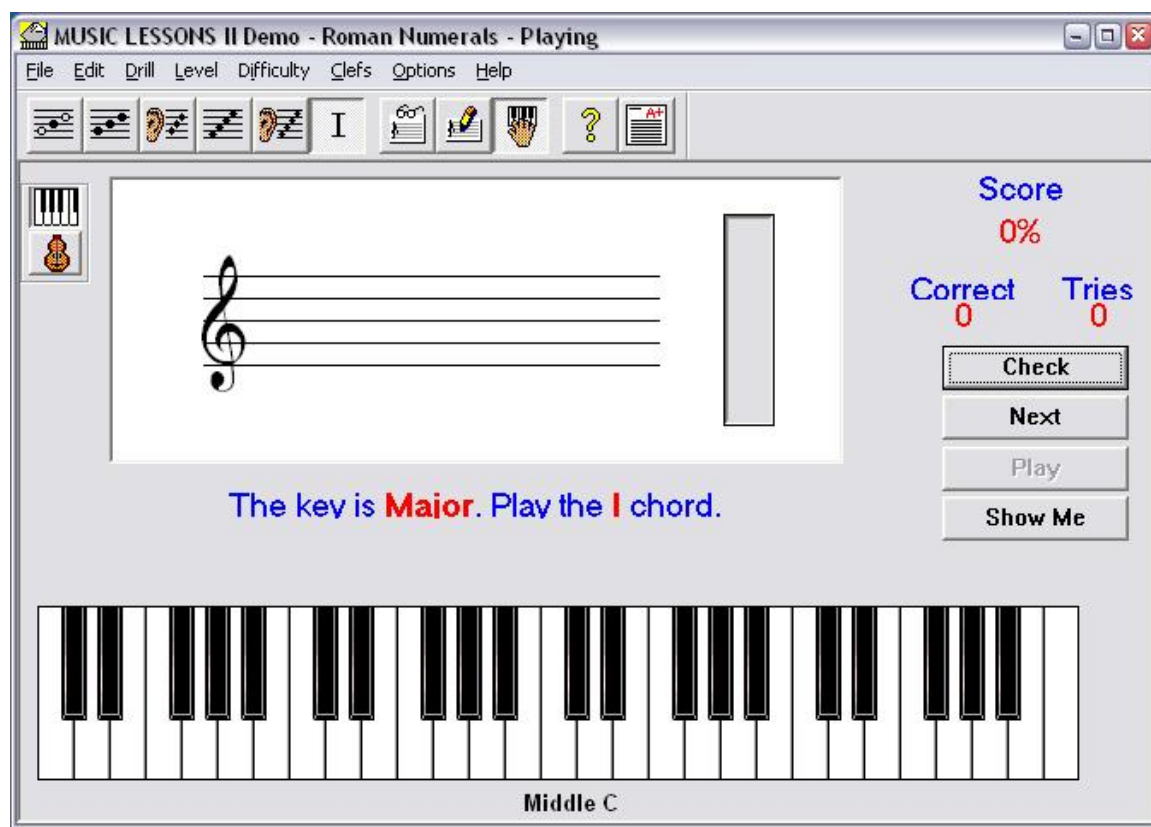 MUSIC LESSONS II Demo - Roman Numerals - Playing
File Edit Drill Level Difficulty Clefs Options Help
I
A+
Score
0%
Correct Tries
0 0
Check
Next
Play
Show Me
The key is Major. Play the I chord.
Middle C